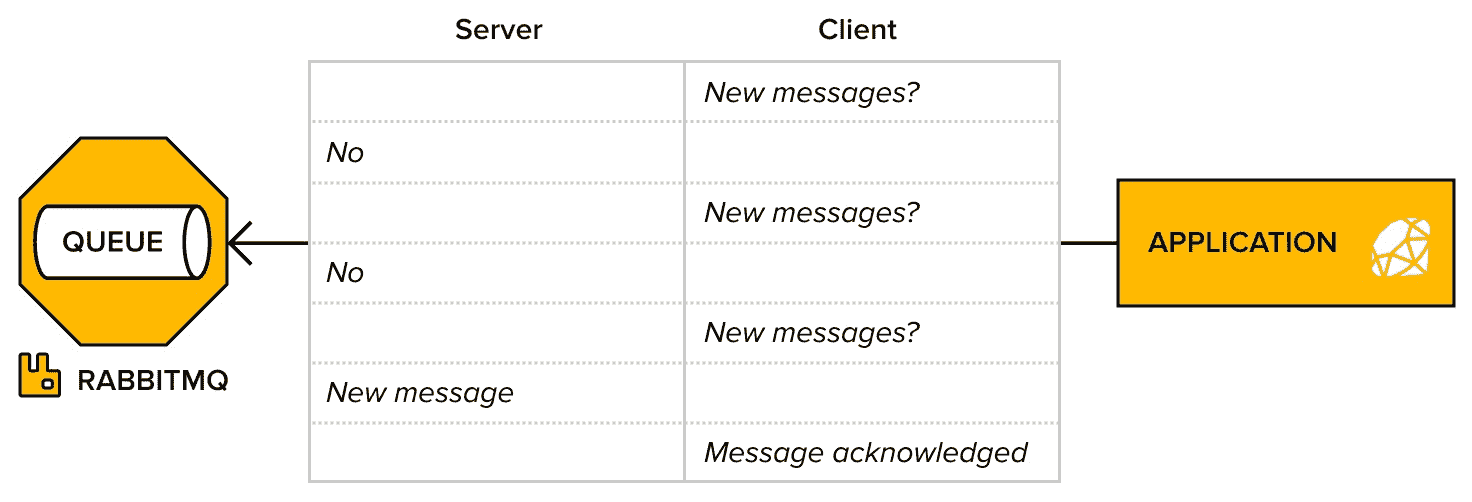 Server Client
New messages?
No
New messages?
QUEUE
APPLICATION
No
New messages?
RABBITMQ
New message
Message acknowledged